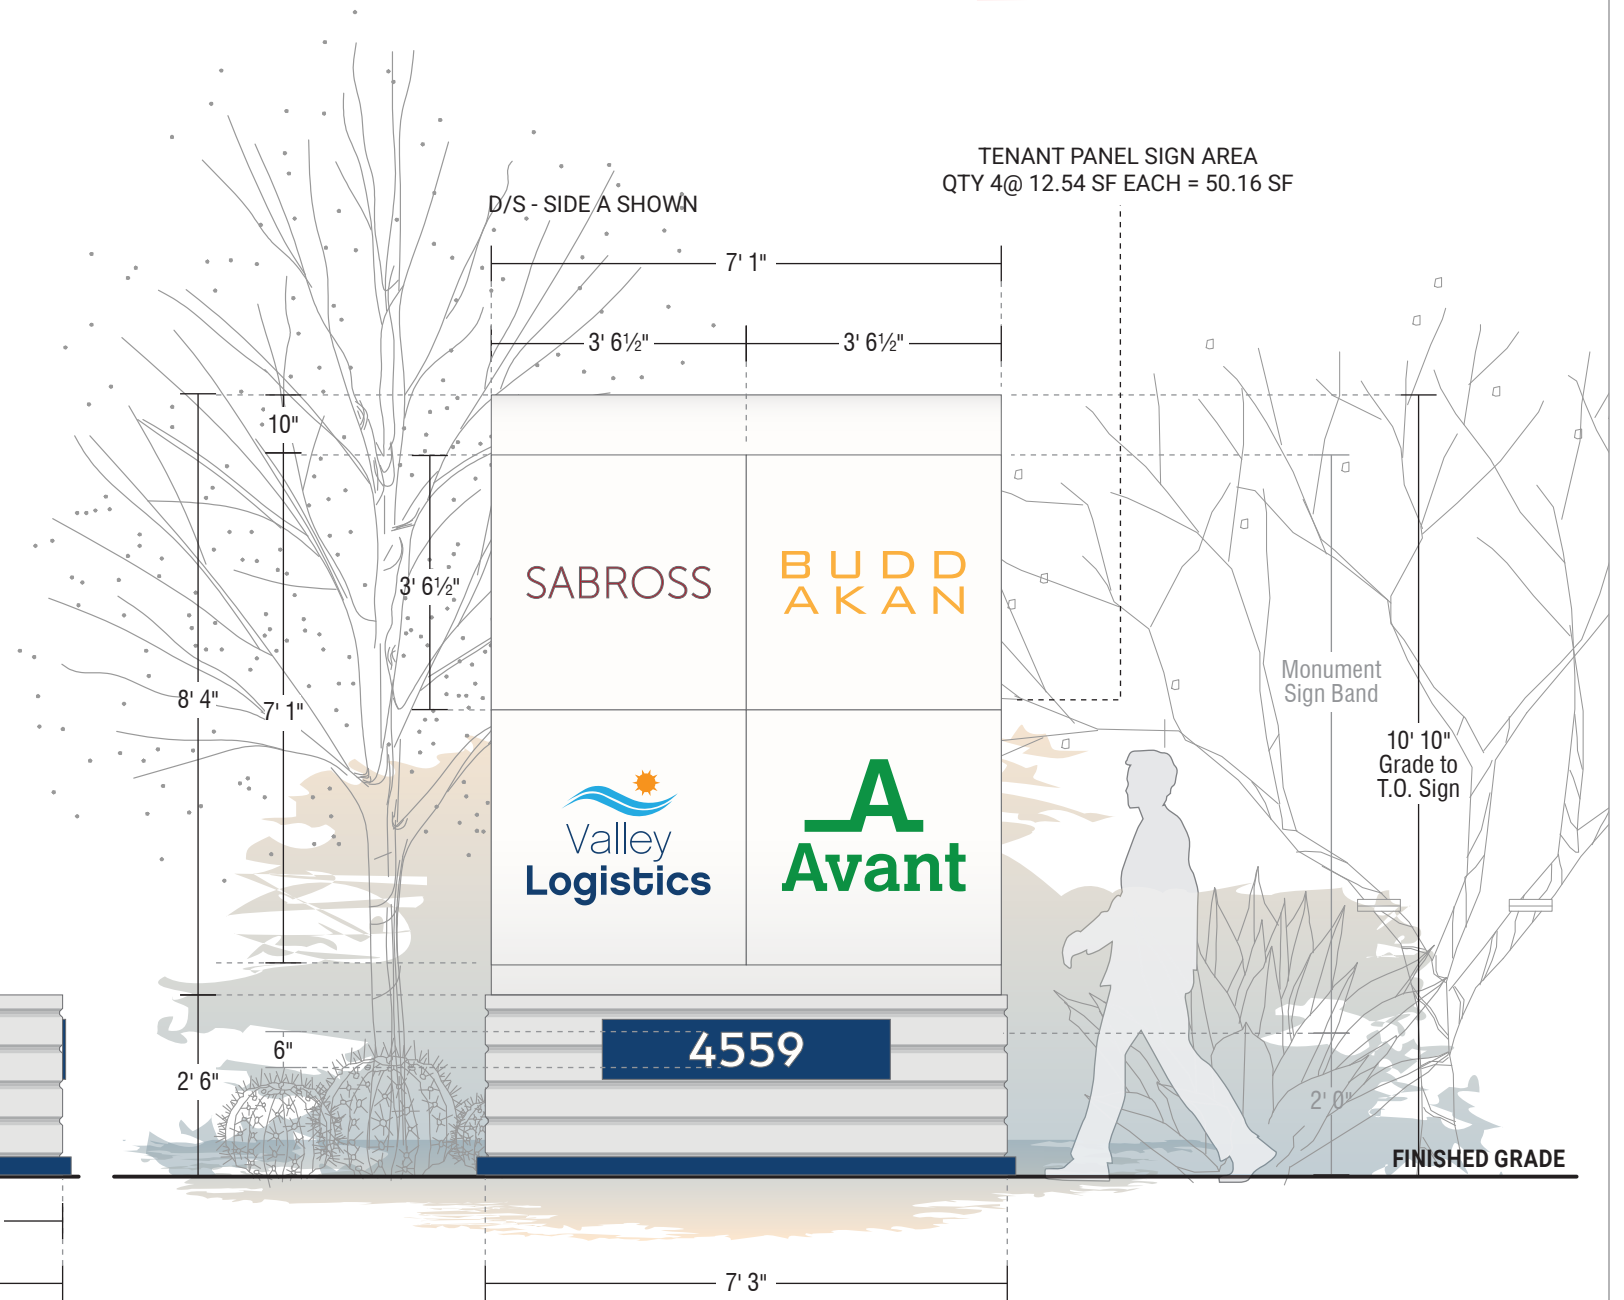 TENANT PANEL SIGN AREA
QTY 4@ 12.54 SF EACH = 50.16 SF
D/S - SIDE A SHOWN
7' 1"
3' 6½"
3' 6½"
10"
3' 6½"
8' 4"
7' 1"
SABROSS
BUDD
AKAN
Monument
Sign Band
10' 10"
Grade to
T.O. Sign
Valley
Logistics
A
Avant
4559
6"
2' 6"
2' 0"
FINISHED GRADE
7' 3"